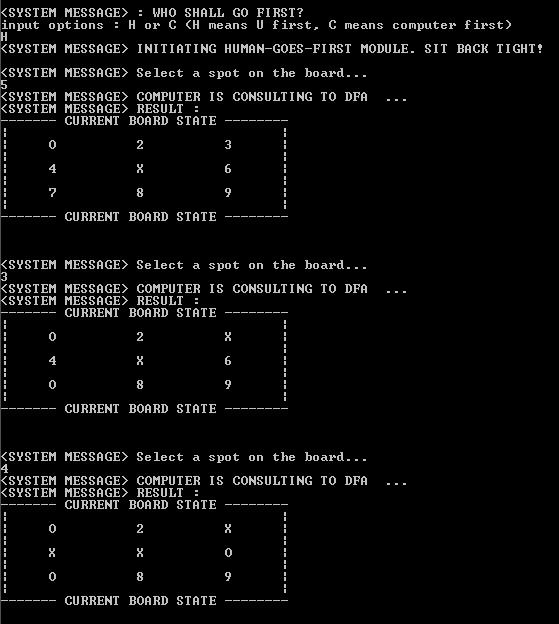 <SYSTEM MESSAGE> : WHO SHALL GO FIRST?
input options : H or C (H means U first, C means computer first)
H
<SYSTEM MESSAGE> INITIATING HUMAN-GOES-FIRST MODULE. SIT BACK TIGHT!
<SYSTEM MESSAGE> Select a spot on the board...
5
<SYSTEM MESSAGE> COMPUTER IS CONSULTING TO DFA  ...
<SYSTEM MESSAGE> RESULT :
------- CURRENT BOARD STATE --------
¦ O 2 3 ¦
¦ 4 X 6 ¦
¦ 7 8 9 ¦
------- CURRENT BOARD STATE --------
<SYSTEM MESSAGE> Select a spot on the board...
3
<SYSTEM MESSAGE> COMPUTER IS CONSULTING TO DFA  ...
<SYSTEM MESSAGE> RESULT :
------- CURRENT BOARD STATE --------
¦ O 2 X ¦
¦ 4 X 6 ¦
¦ O 8 9 ¦
------- CURRENT BOARD STATE --------
<SYSTEM MESSAGE> Select a spot on the board...
4
<SYSTEM MESSAGE> COMPUTER IS CONSULTING TO DFA  ...
<SYSTEM MESSAGE> RESULT :
------- CURRENT BOARD STATE --------
¦ O 2 X ¦
¦ X X O ¦
¦ O 8 9 ¦
------- CURRENT BOARD STATE --------